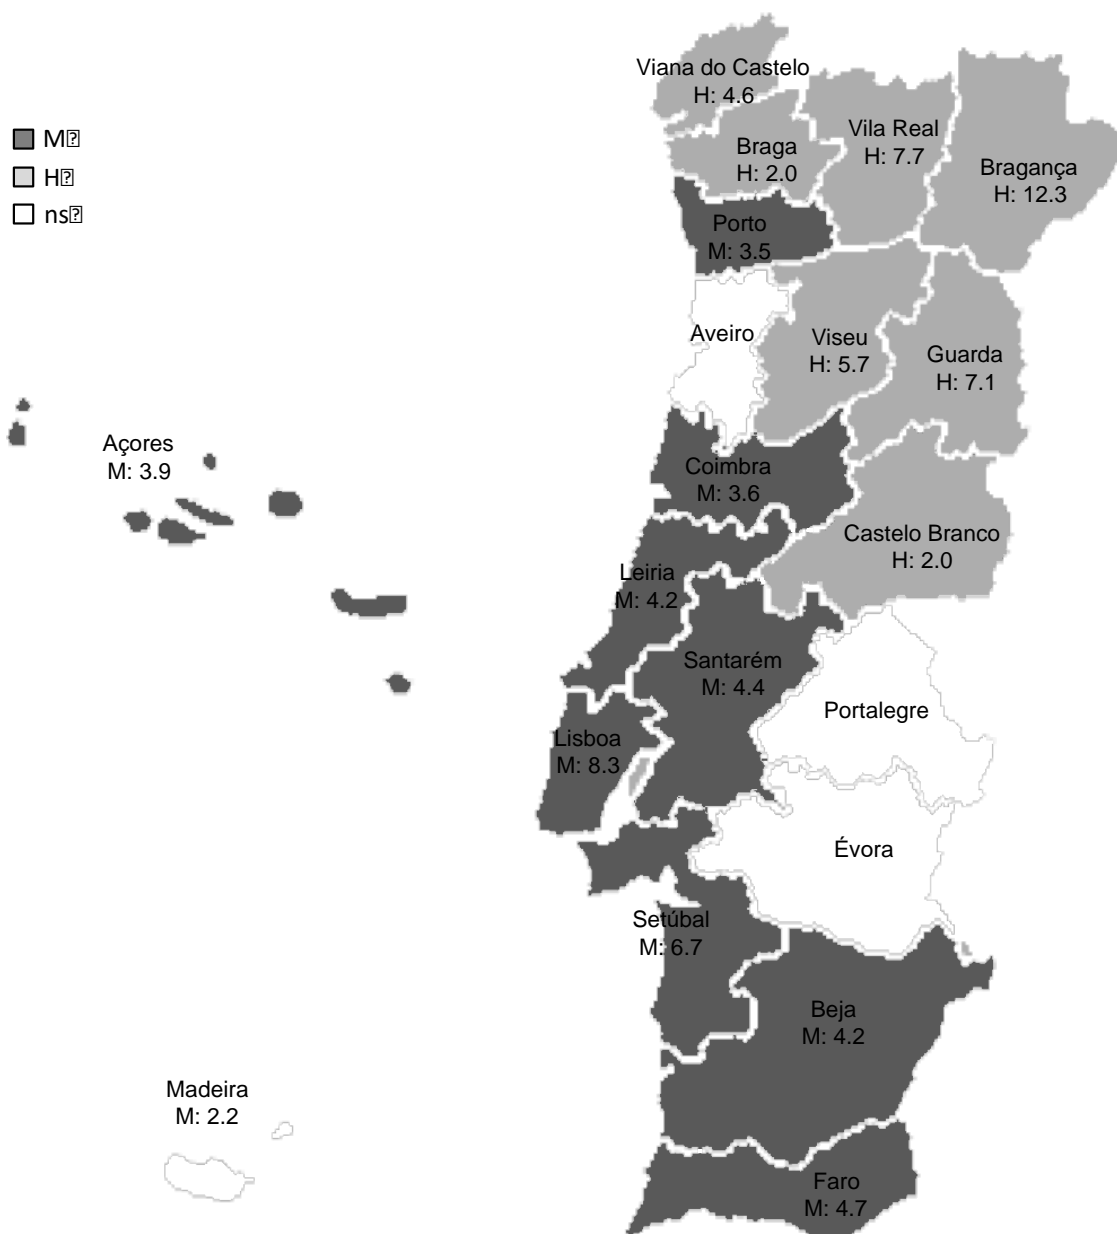 M
H
ns
Viana do Castelo
H: 4.6
Braga
H: 2.0
Vila Real
H: 7.7
Bragança
H: 12.3
Porto
M: 3.5
Aveiro
Viseu
H: 5.7
Guarda
H: 7.1
Açores
M: 3.9
Coimbra
M: 3.6
Castelo Branco
H: 2.0
Leiria
M: 4.2
Santarém
M: 4.4
Portalegre
Lisboa
M: 8.3
Évora
Setúbal
M: 6.7
Beja
M: 4.2
Madeira
M: 2.2
Faro
M: 4.7